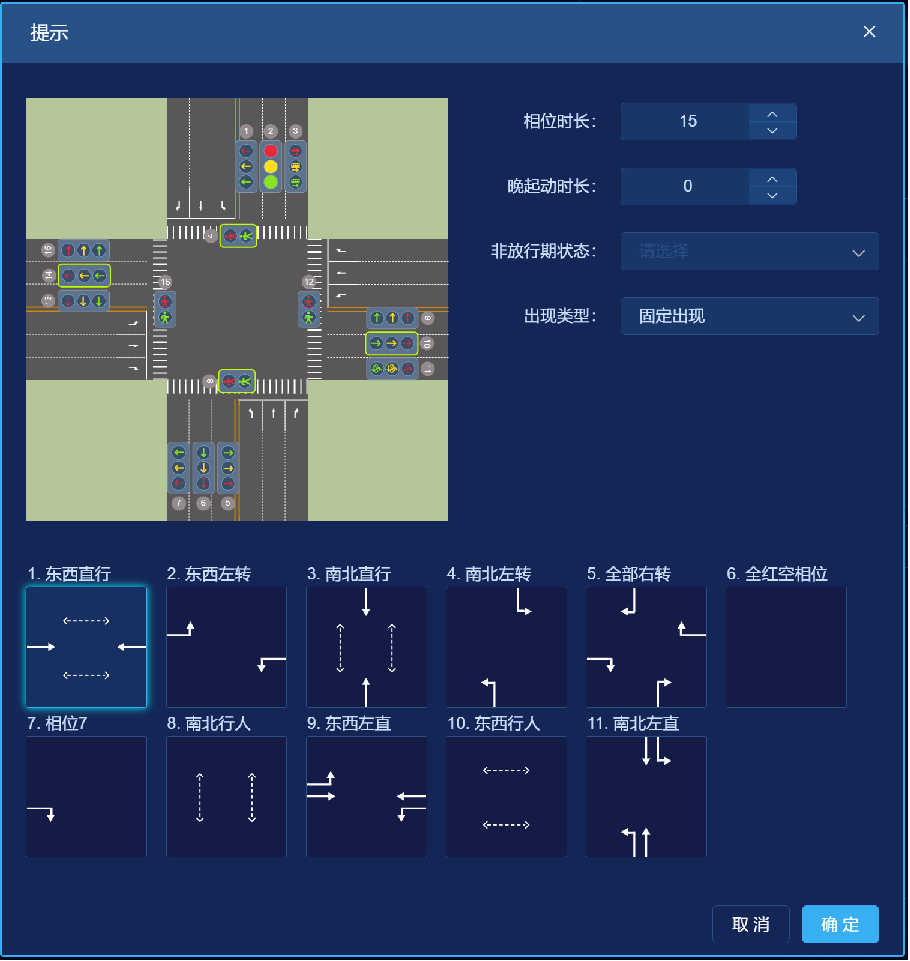 提示
相位时长： 15
晚起动时长： 0
非放行期状态： 请选择
出现类型： 固定出现
1 2 3
16 12
10
7 6 5
1. 东西直行 2. 东西左转 3. 南北直行 4. 南北左转 5. 全部右转 6. 全红空相位
7. 相位7 8. 南北行人 9. 东西左直 10. 东西行人 11. 南北左直
取 消 确 定